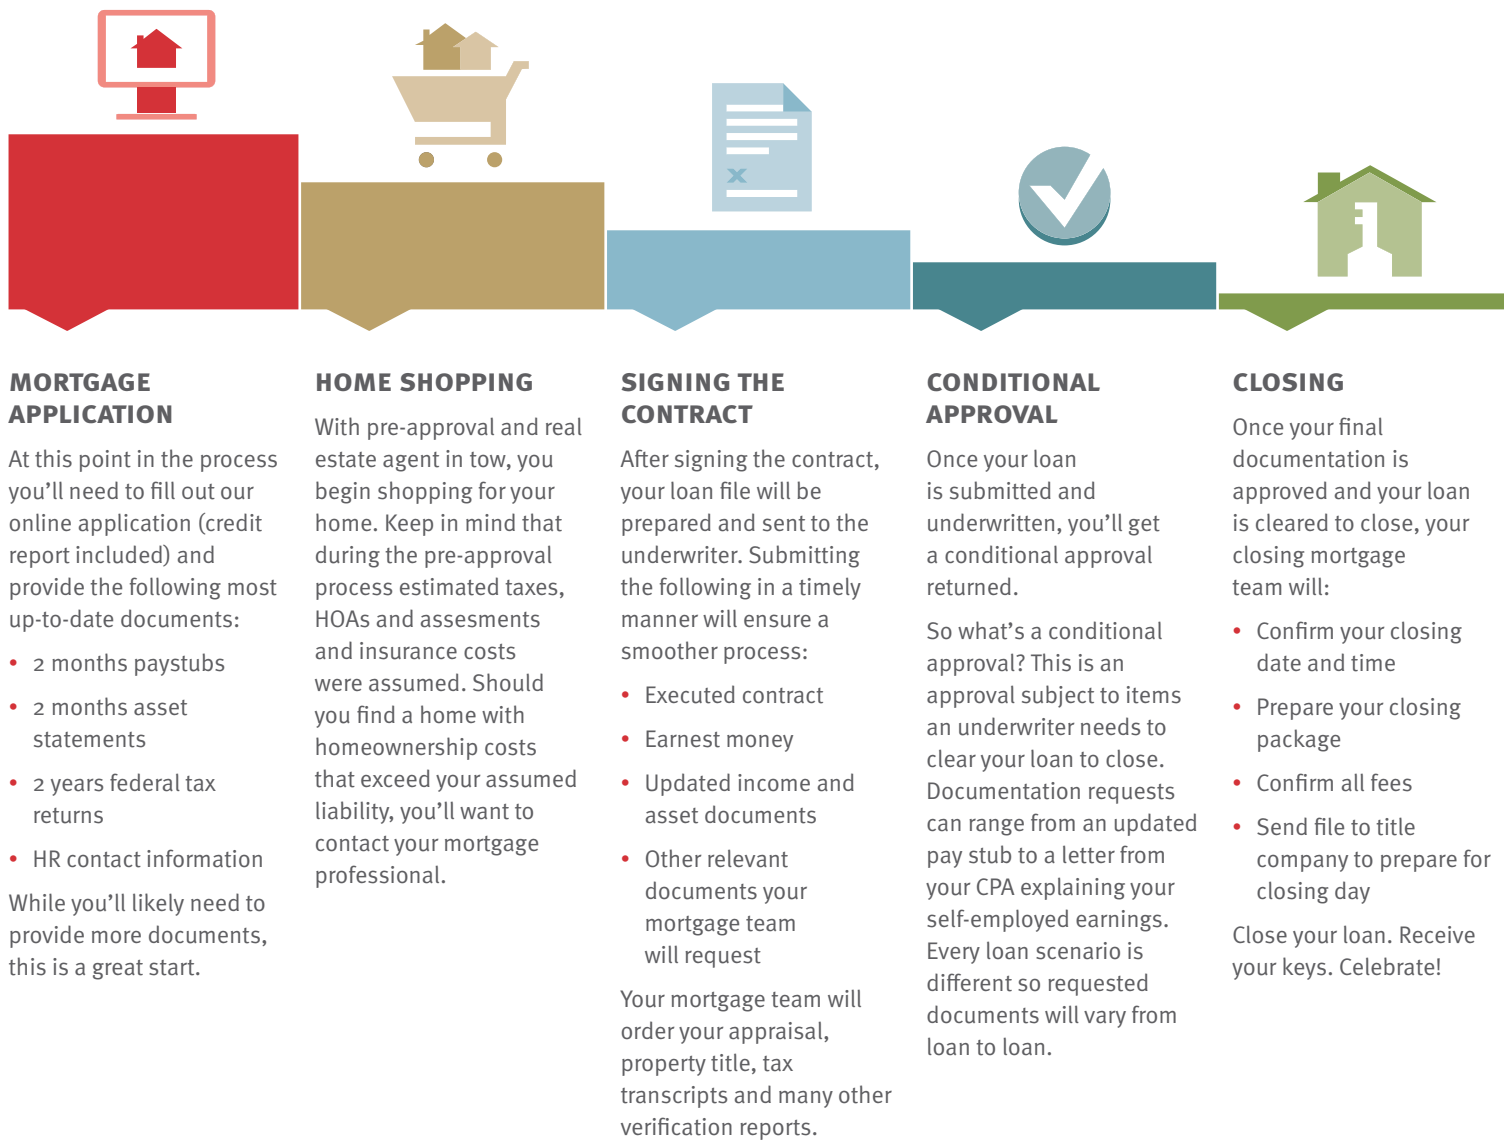 MORTGAGE
APPLICATION
At this point in the process
you’ll need to fill out our
online application (credit
report included) and
provide the following most
up-to-date documents:
• 2 months paystubs
• 2 months asset
statements
• 2 years federal tax
returns
• HR contact information
While you’ll likely need to
provide more documents,
this is a great start.
HOME SHOPPING
With pre-approval and real
estate agent in tow, you
begin shopping for your
home. Keep in mind that
during the pre-approval
process estimated taxes,
HOAs and assesments
and insurance costs
were assumed. Should
you find a home with
homeownership costs
that exceed your assumed
liability, you’ll want to
contact your mortgage
professional.
SIGNING THE
CONTRACT
After signing the contract,
your loan file will be
prepared and sent to the
underwriter. Submitting
the following in a timely
manner will ensure a
smoother process:
• Executed contract
• Earnest money
• Updated income and
asset documents
• Other relevant
documents your
mortgage team
will request
Your mortgage team will
order your appraisal,
property title, tax
transcripts and many other
verification reports.
CONDITIONAL
APPROVAL
Once your loan
is submitted and
underwritten, you’ll get
a conditional approval
returned.
So what’s a conditional
approval? This is an
approval subject to items
an underwriter needs to
clear your loan to close.
Documentation requests
can range from an updated
pay stub to a letter from
your CPA explaining your
self-employed earnings.
Every loan scenario is
different so requested
documents will vary from
loan to loan.
CLOSING
Once your final
documentation is
approved and your loan
is cleared to close, your
closing mortgage
team will:
• Confirm your closing
date and time
• Prepare your closing
package
• Confirm all fees
• Send file to title
company to prepare for
closing day
Close your loan. Receive
your keys. Celebrate!